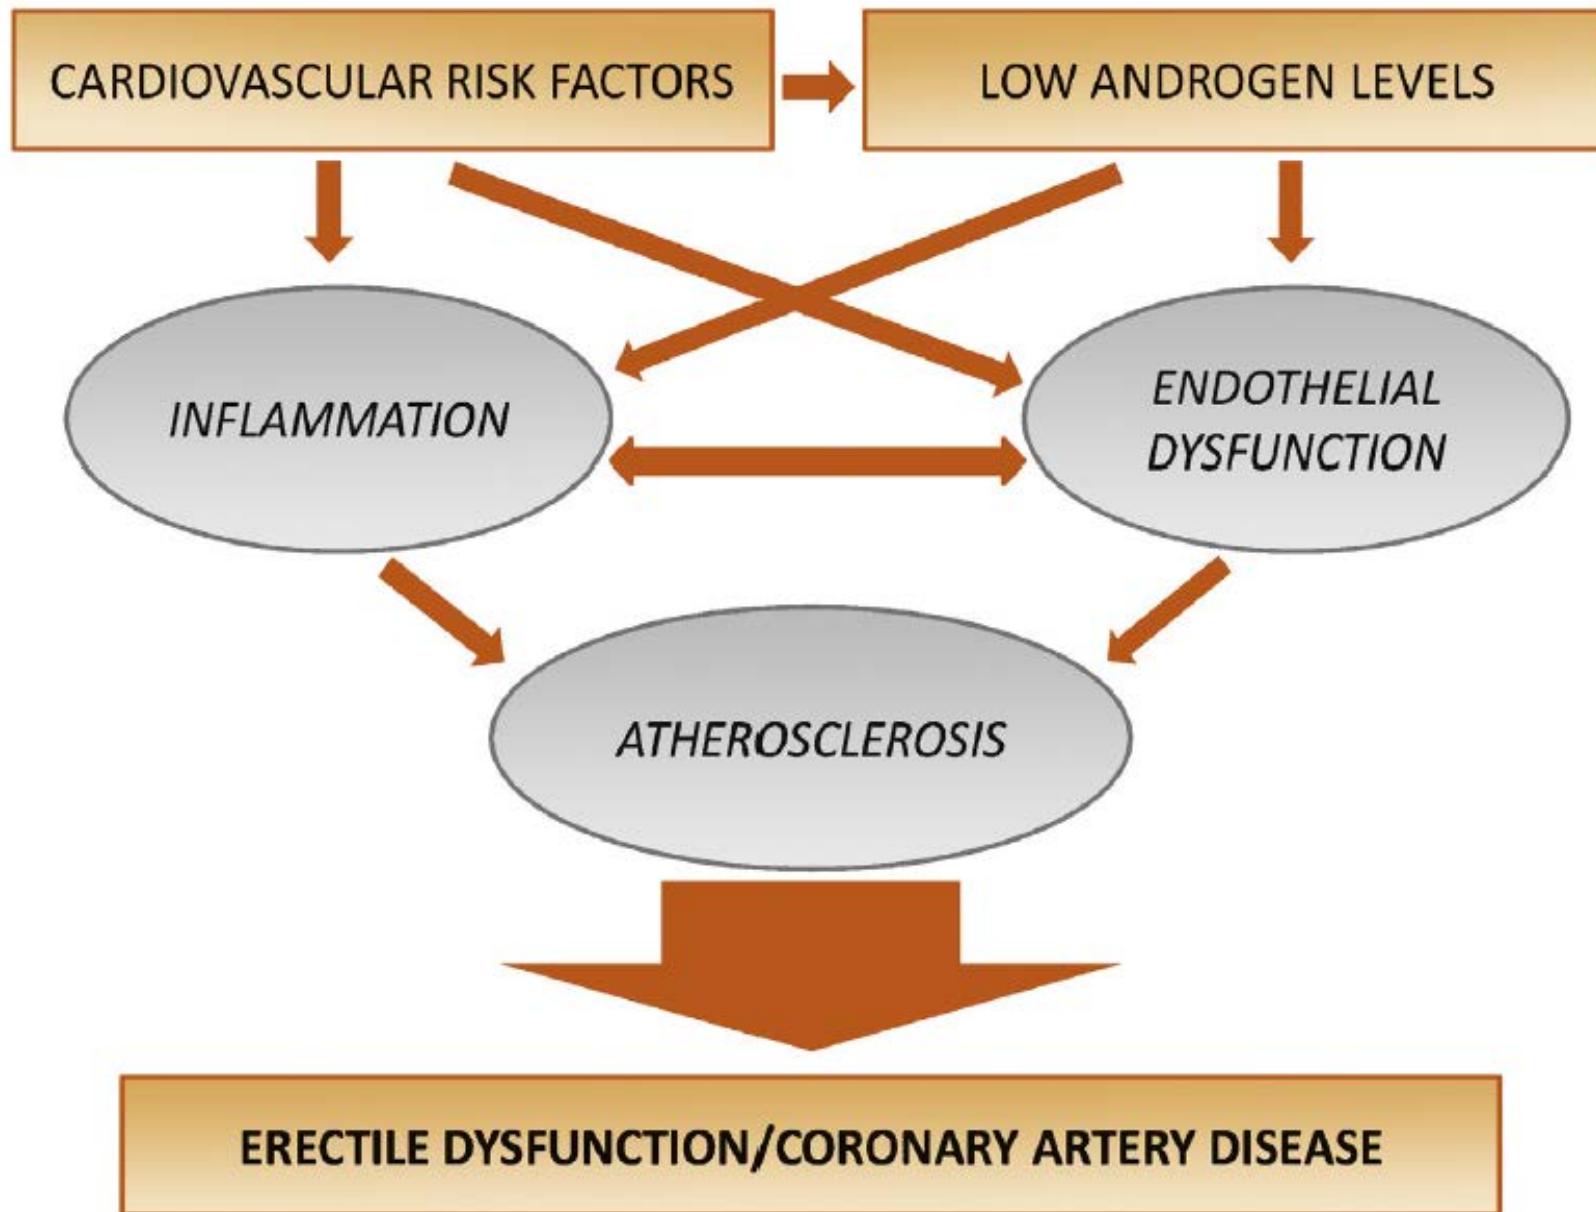 CARDIOVASCULAR RISK FACTORS
LOW ANDROGEN LEVELS
INFLAMMATION
ENDOTHELIAL
DYSFUNCTION
ATHEROSCLEROSIS
ERECTILE DYSFUNCTION/CORONARY ARTERY DISEASE